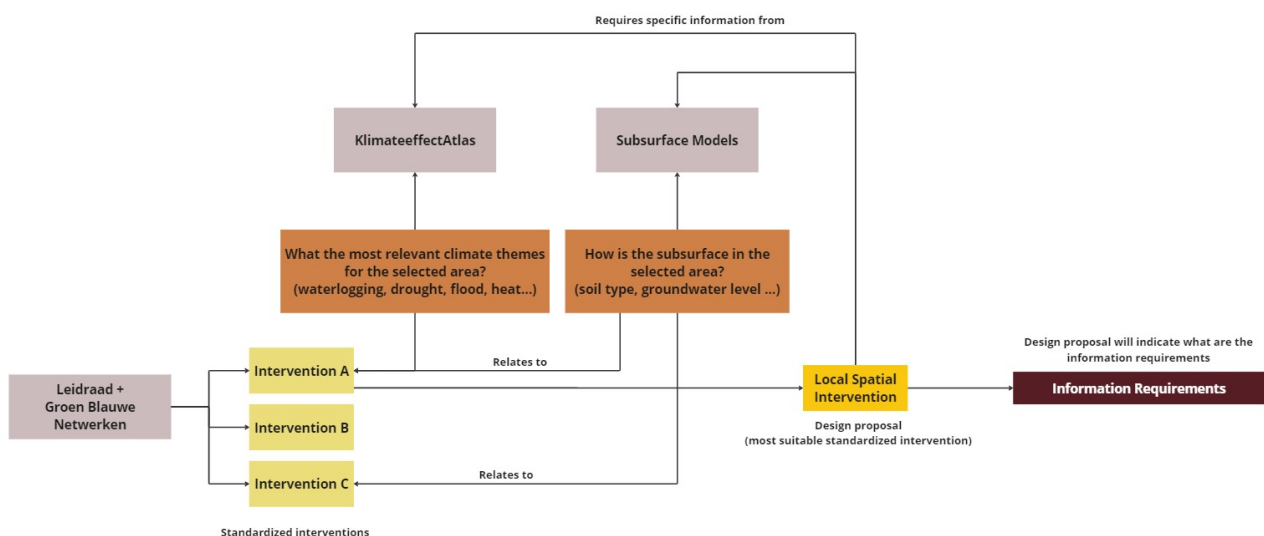 Requires specific information from
KlimateeffectAtlas
Subsurface Models
What the most relevant climate themes
for the selected area?
(waterlogging, drought, flood, heat...)
How is the subsurface in the
selected area?
(soil type, groundwater level ...)
Design proposal will indicate what are the
information requirements
Relates to
Intervention A
Leidraad +
Groen Blauwe
Netwerken
Local Spatial
Intervention
Information Requirements
Intervention B
Design proposal
(most suitable standardized intervention)
Relates to
Intervention C
Standardized interventions